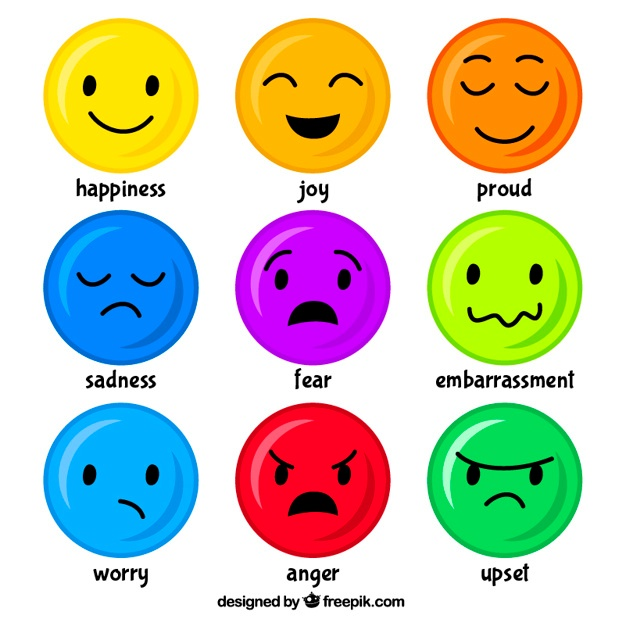 happiness joy proud
sadness fear embarrassment
worry anger upset
designed by freepik.com